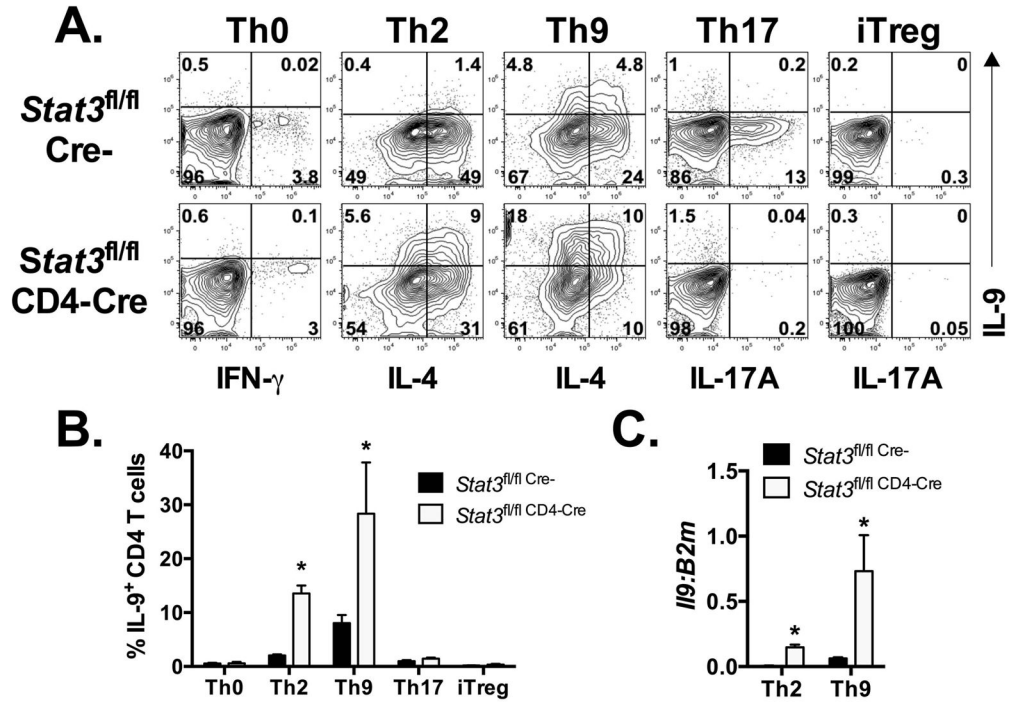 A.
Th0 Th2 Th9 Th17 iTreg
Stat3fl/fl
Cre-
0.5 0.02 0.4 1.4 4.8 4.8 1 0.2 0.2 0
96 3.8 49 49 67 24 86 13 99 0.3
Stat3fl/fl
CD4-Cre
0.6 0.1 5.6 9 18 10 1.5 0.04 0.3 0
96 3 54 31 61 10 98 0.2 100 0.05
IFN-γ IL-4 IL-4 IL-17A IL-17A
IL-9
B.
% IL-9+ CD4 T cells
40
30
20
10
0
* *
Stat3fl/fl Cre-
Stat3fl/fl CD4-Cre
Th0 Th2 Th9 Th17 iTreg
C.
Stat3fl/fl Cre-
Stat3fl/fl CD4-Cre
Il9:B2m
1.5
1.0
0.5
0.0
* *
Th2 Th9